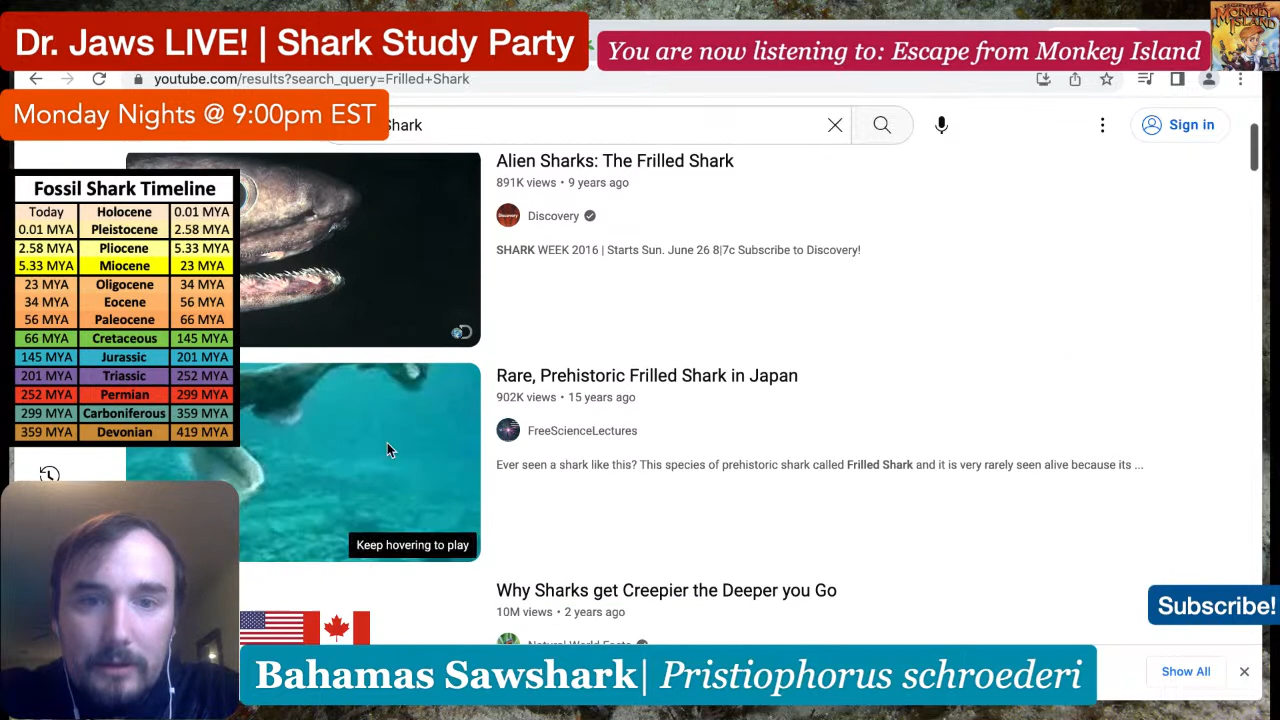 Dr. Jaws LIVE! | Shark Study Party
You are now listening to: Escape from Monkey Island
MONKEY ISLAND
youtube.com/results?search_query=Frilled+Shark
Monday Nights @ 9:00pm EST
Shark
Sign in
Fossil Shark Timeline
Today Holocene 0.01 MYA
0.01 MYA Pleistocene 2.58 MYA
2.58 MYA Pliocene 5.33 MYA
5.33 MYA Miocene 23 MYA
23 MYA Oligocene 34 MYA
34 MYA Eocene 56 MYA
56 MYA Paleocene 66 MYA
66 MYA Cretaceous 145 MYA
145 MYA Jurassic 201 MYA
201 MYA Triassic 252 MYA
252 MYA Permian 299 MYA
299 MYA Carboniferous 359 MYA
359 MYA Devonian 419 MYA
Alien Sharks: The Frilled Shark
891K views • 9 years ago
Discovery
SHARK WEEK 2016 | Starts Sun. June 26 8|7c Subscribe to Discovery!
Rare, Prehistoric Frilled Shark in Japan
902K views • 15 years ago
FreeScienceLectures
Ever seen a shark like this? This species of prehistoric shark called Frilled Shark and it is very rarely seen alive because its ...
Keep hovering to play
Why Sharks get Creepier the Deeper you Go
10M views • 2 years ago
Natural World Facts
Subscribe!
Bahamas Sawshark| Pristiophorus schroederi
Show All